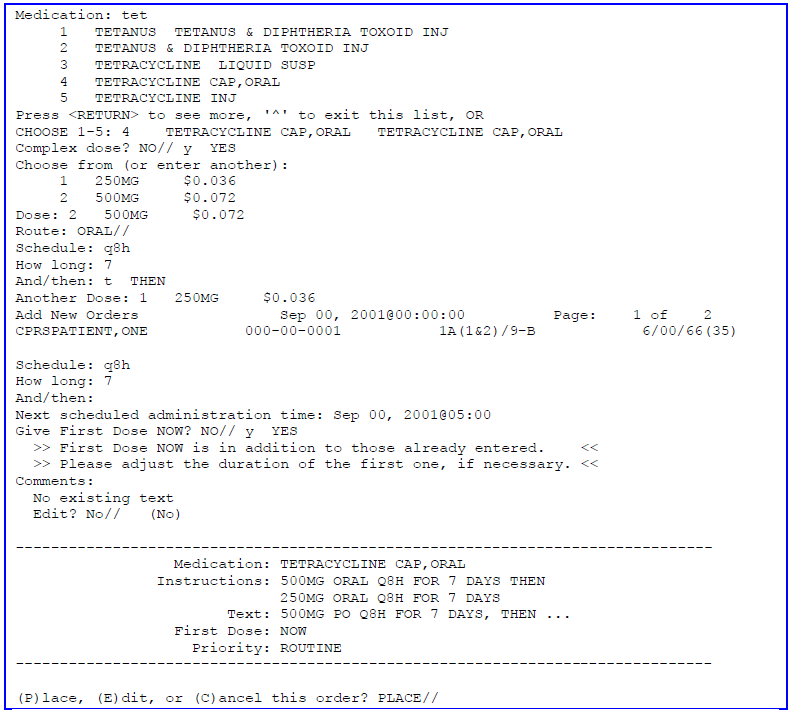 Medication: tet
1 TETANUS TETANUS & DIPHTHERIA TOXOID INJ
2 TETANUS & DIPHTHERIA TOXOID INJ
3 TETRACYCLINE LIQUID SUSP
4 TETRACYCLINE CAP,ORAL
5 TETRACYCLINE INJ
Press <RETURN> to see more, '^' to exit this list, OR
CHOOSE 1-5: 4 TETRACYCLINE CAP,ORAL TETRACYCLINE CAP,ORAL
Complex dose? NO// y YES
Choose from (or enter another):
1 250MG $0.036
2 500MG $0.072
Dose: 2 500MG $0.072
Route: ORAL//
Schedule: q8h
How long: 7
And/then: t THEN
Another Dose: 1 250MG $0.036
Add New Orders Sep 00, 2001@00:00:00 Page: 1 of 2
CPRSPATIENT,ONE 000-00-0001 1A(1&2)/9-B 6/00/66(35)
Schedule: q8h
How long: 7
And/then:
Next scheduled administration time: Sep 00, 2001@05:00
Give First Dose NOW? NO// y YES
>> First Dose NOW is in addition to those already entered. <<
>> Please adjust the duration of the first one, if necessary. <<
Comments:
No existing text
Edit? No// (No)
--------------------------------------------------------------------------------
Medication: TETRACYCLINE CAP,ORAL
Instructions: 500MG ORAL Q8H FOR 7 DAYS THEN
250MG ORAL Q8H FOR 7 DAYS
Text: 500MG PO Q8H FOR 7 DAYS, THEN ...
First Dose: NOW
Priority: ROUTINE
--------------------------------------------------------------------------------
(P)lace, (E)dit, or (C)ancel this order? PLACE//